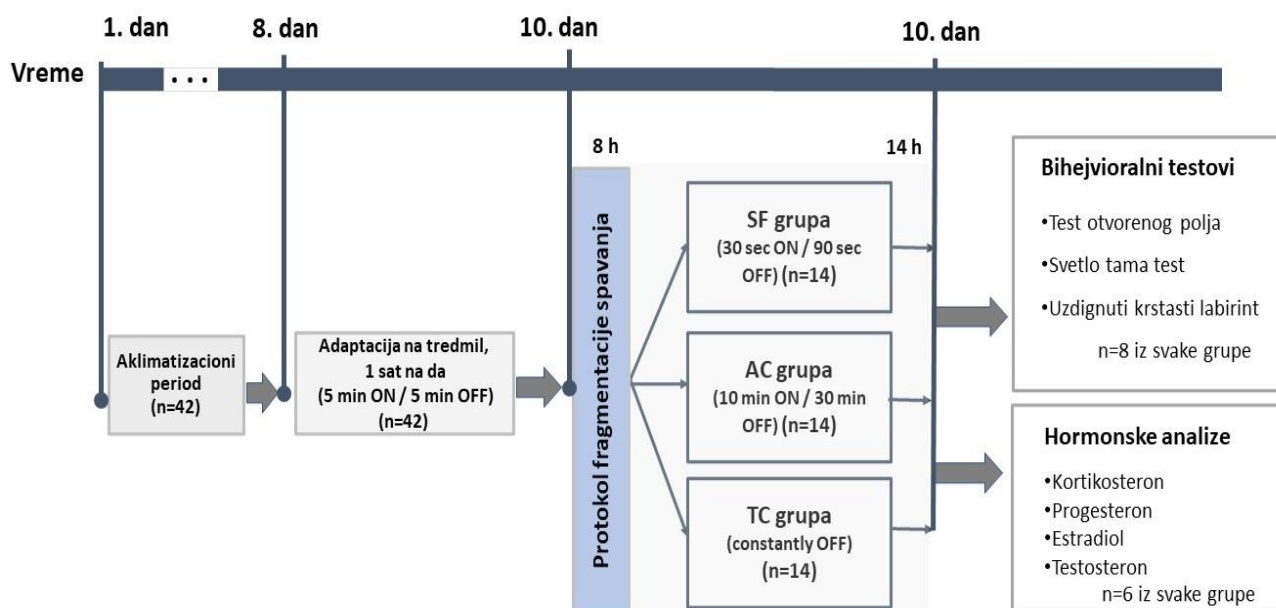 1. dan
8. dan
10. dan
10. dan
Vreme
...
8 h
14 h
Aklimatizacioni
period
(n=42)
Adaptacija na tredmil,
1 sat na da
(5 min ON / 5 min OFF)
(n=42)
Protokol fragmentacije spavanja
SF grupa
(30 sec ON / 90 sec
OFF) (n=14)
AC grupa
(10 min ON / 30 min
OFF) (n=14)
TC grupa
(constantly OFF)
(n=14)
Bihejvioralni testovi
•Test otvorenog polja
•Svetlo tama test
•Uzdignuti krstasti labirint
n=8 iz svake grupe
Hormonske analize
•Kortikosteron
•Progesteron
•Estradiol
•Testosteron
n=6 iz svake grupe